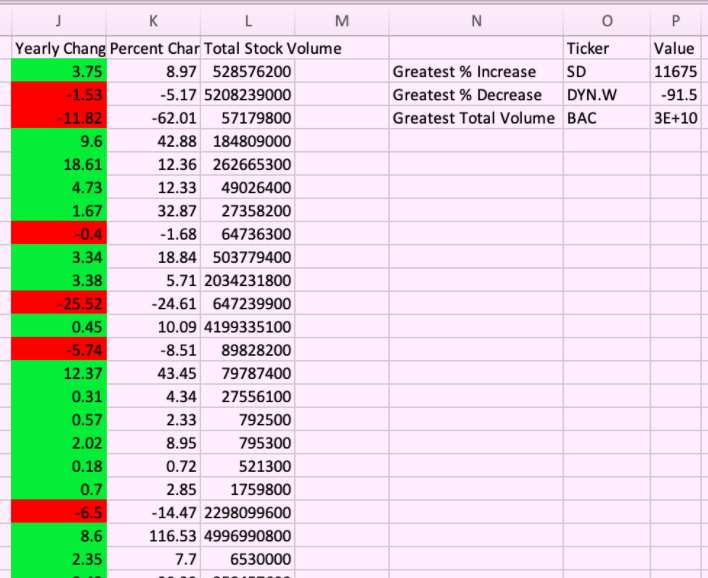 J K L M N O P
Yearly Chang Percent Char Total Stock Volume Ticker Value
3.75 8.97 528576200 Greatest % Increase SD 11675
-1.53 -5.17 5208239000 Greatest % Decrease DYN.W -91.5
-11.82 -62.01 57179800 Greatest Total Volume BAC 3E+10
9.6 42.88 184809000
18.61 12.36 262665300
4.73 12.33 49026400
1.67 32.87 27358200
-0.4 -1.68 64736300
3.34 18.84 503779400
3.38 5.71 2034231800
-25.52 -24.61 647239900
0.45 10.09 4199335100
-5.74 -8.51 89828200
12.37 43.45 79787400
0.31 4.34 27556100
0.57 2.33 792500
2.02 8.95 795300
0.18 0.72 521300
0.7 2.85 1759800
-6.5 -14.47 2298099600
8.6 116.53 4996990800
2.35 7.7 6530000